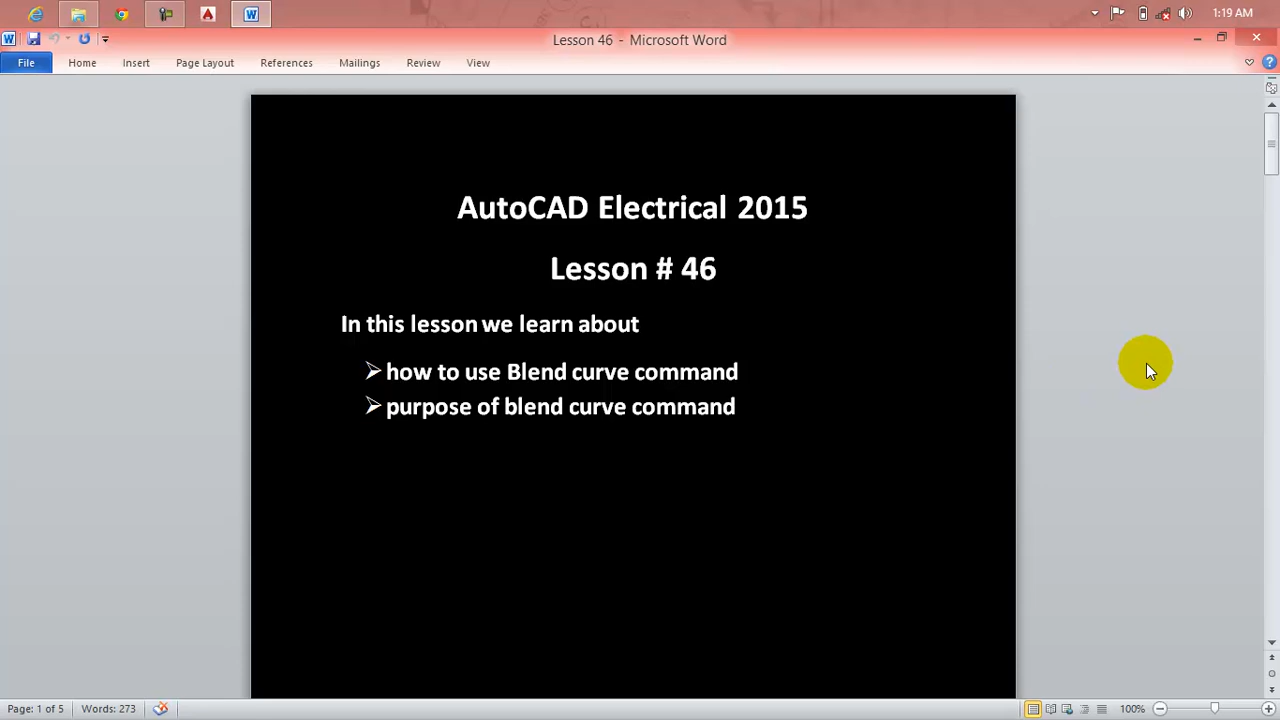 1:19 AM
Lesson 46 - Microsoft Word
File Home Insert Page Layout References Mailings Review View
AutoCAD Electrical 2015
Lesson # 46
In this lesson we learn about
how to use Blend curve command
purpose of blend curve command
Page: 1 of 5 Words: 273 100%